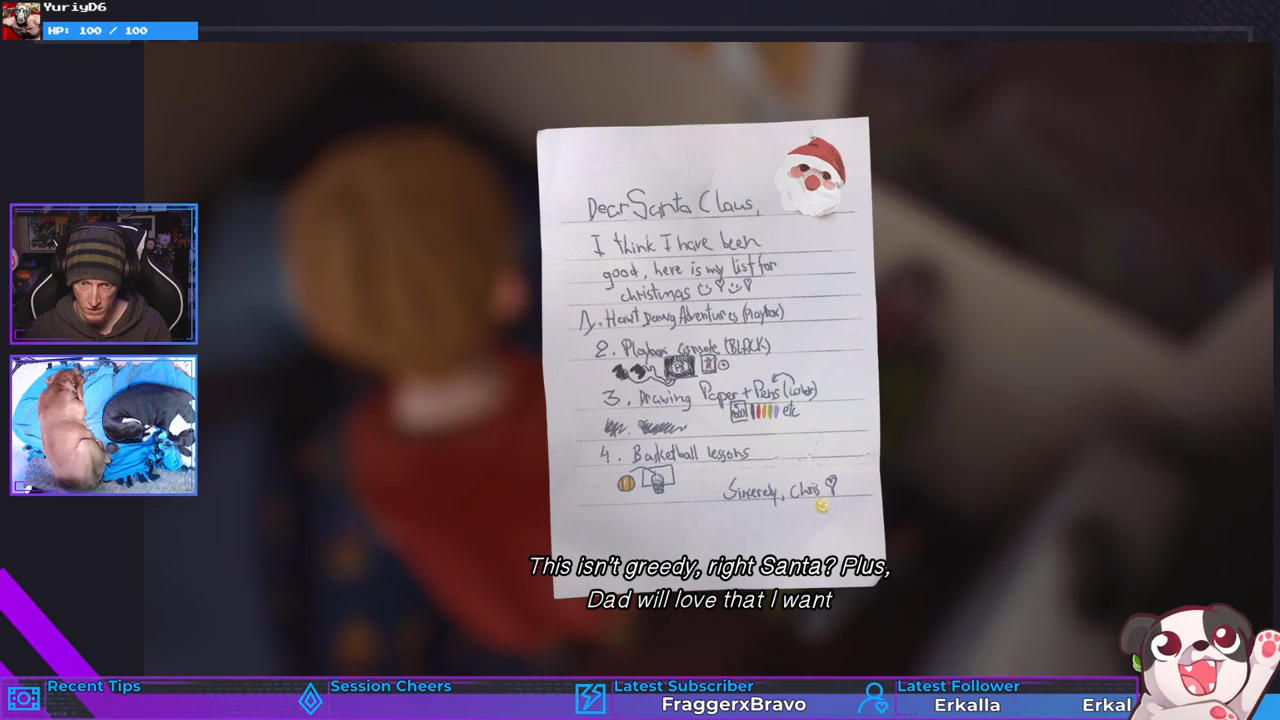 YuriyD6
HP: 100 / 100
Dear Santa Claus,
I think I have been
good, here is my list for
christmas
1. Hawt Dawg Adventures (Playbox)
2. Playbox console (BLACK)
3. Drawing Paper + Pens (color)
etc
4. Basketball lessons
Sincerely, Chris
This isn't greedy, right Santa? Plus,
Dad will love that I want
Recent Tips
Session Cheers
Latest Subscriber
FraggerxBravo
Latest Follower
Erkalla
Erkal